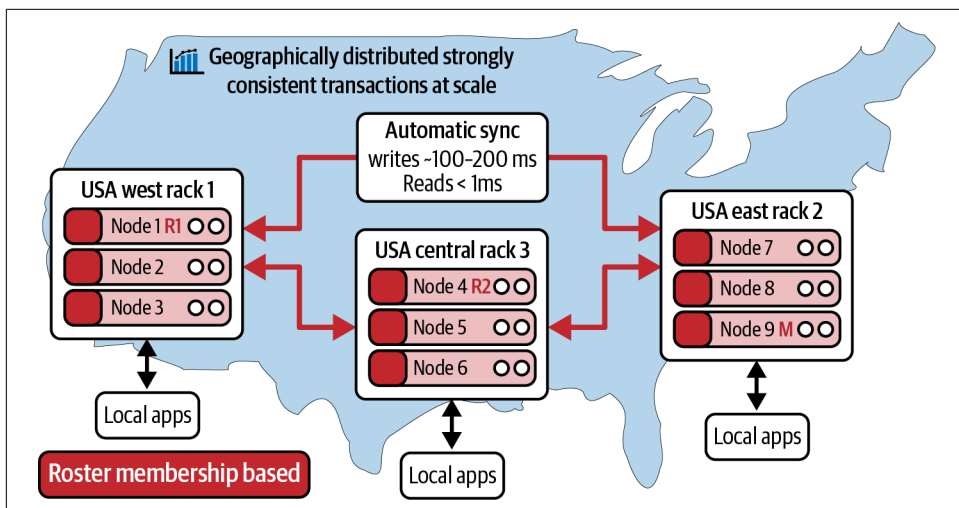 Geographically distributed strongly
consistent transactions at scale
Automatic sync
writes ~100–200 ms
Reads < 1ms
USA west rack 1
Node 1 R1
Node 2
Node 3
Local apps
USA central rack 3
Node 4 R2
Node 5
Node 6
Local apps
USA east rack 2
Node 7
Node 8
Node 9 M
Local apps
Roster membership based